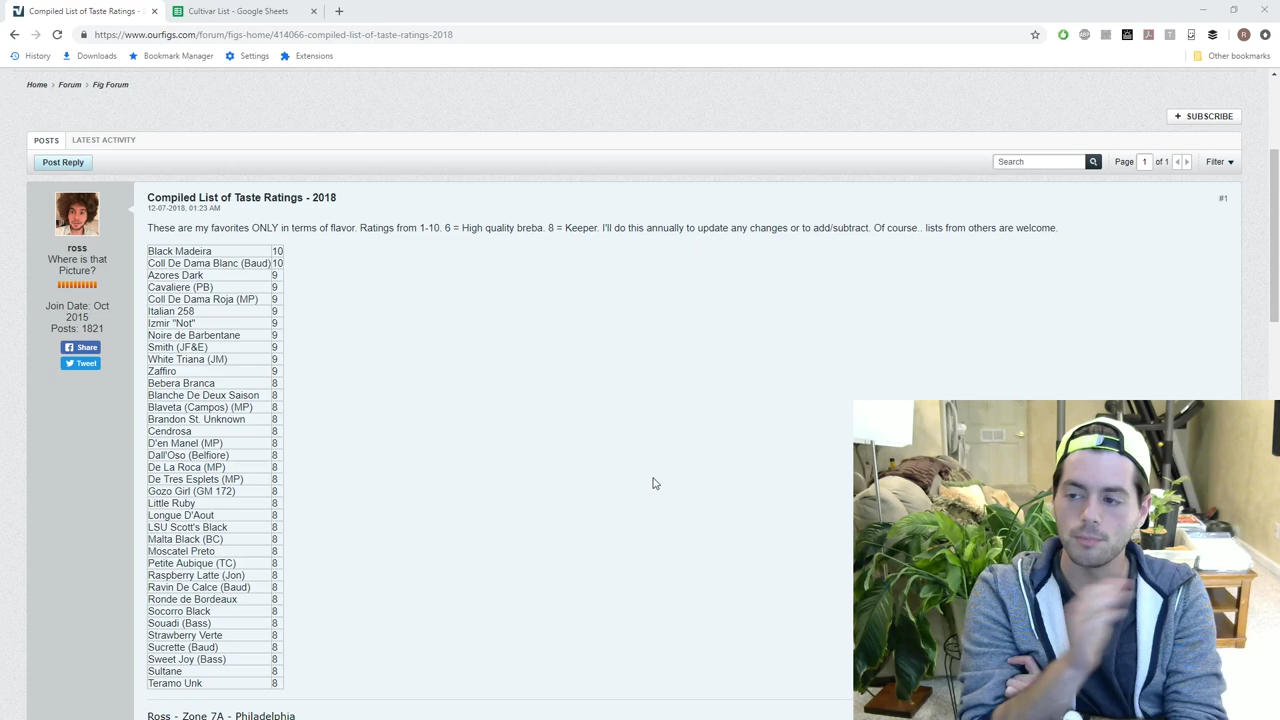 Compiled List of Taste Ratings -
Cultivar List - Google Sheets
https://www.ourfigs.com/forum/figs-home/414066-compiled-list-of-taste-ratings-2018
History
Downloads
Bookmark Manager
Settings
Extensions
Other bookmarks
Home > Forum > Fig Forum
+ SUBSCRIBE
POSTS LATEST ACTIVITY
Post Reply
Search
Page 1 of 1
Filter
Compiled List of Taste Ratings - 2018
#1
12-07-2018, 01:23 AM
These are my favorites ONLY in terms of flavor. Ratings from 1-10. 6 = High quality breba. 8 = Keeper. I'll do this annually to update any changes or to add/subtract. Of course.. lists from others are welcome.
ross
Where is that
Picture?
Join Date: Oct
2015
Posts: 1821
Share
Tweet
Black Madeira 10
Coll De Dama Blanc (Baud) 10
Azores Dark 9
Cavaliere (PB) 9
Coll De Dama Roja (MP) 9
Italian 258 9
Izmir "Not" 9
Noire de Barbentane 9
Smith (JF&E) 9
White Triana (JM) 9
Zaffiro 9
Bebera Branca 8
Blanche De Deux Saison 8
Blaveta (Campos) (MP) 8
Brandon St. Unknown 8
Cendrosa 8
D'en Manel (MP) 8
Dall'Oso (Belfiore) 8
De La Roca (MP) 8
De Tres Esplets (MP) 8
Gozo Girl (GM 172) 8
Little Ruby 8
Longue D'Aout 8
LSU Scott's Black 8
Malta Black (BC) 8
Moscatel Preto 8
Petite Aubique (TC) 8
Raspberry Latte (Jon) 8
Ravin De Calce (Baud) 8
Ronde de Bordeaux 8
Socorro Black 8
Souadi (Bass) 8
Strawberry Verte 8
Sucrette (Baud) 8
Sweet Joy (Bass) 8
Sultane 8
Teramo Unk 8
Ross - Zone 7A - Philadelphia